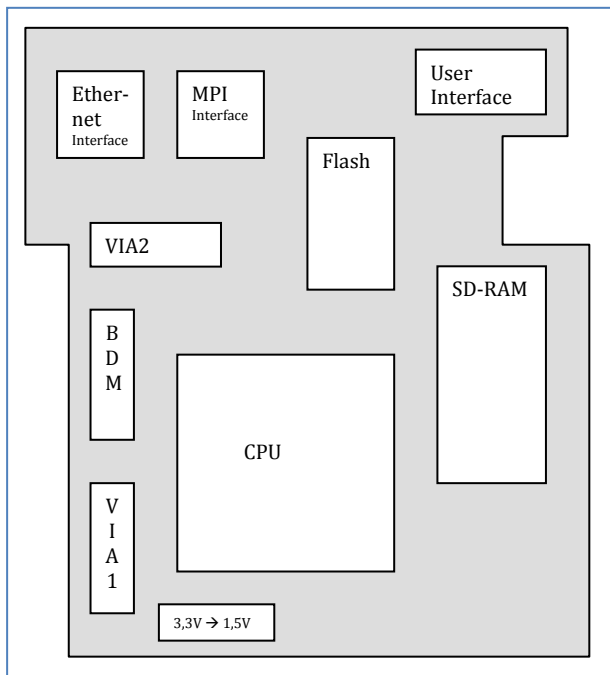 Ether-
net
Interface
MPI
Interface
User
Interface
Flash
VIA2
SD-RAM
B
D
M
CPU
V
I
A
1
3,3V → 1,5V